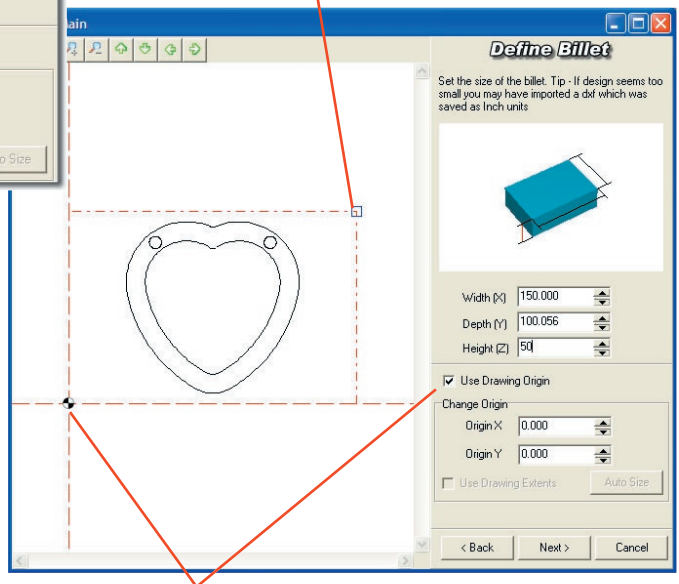 ain
Define Billet
Set the size of the billet. Tip - If design seems too
small you may have imported a dxf which was
saved as Inch units
o Size
Width (X) 150.000
Depth (Y) 100.056
Height (Z) 50
Use Drawing Origin
Change Origin
Origin X 0.000
Origin Y 0.000
Use Drawing Extents Auto Size
< Back Next > Cancel